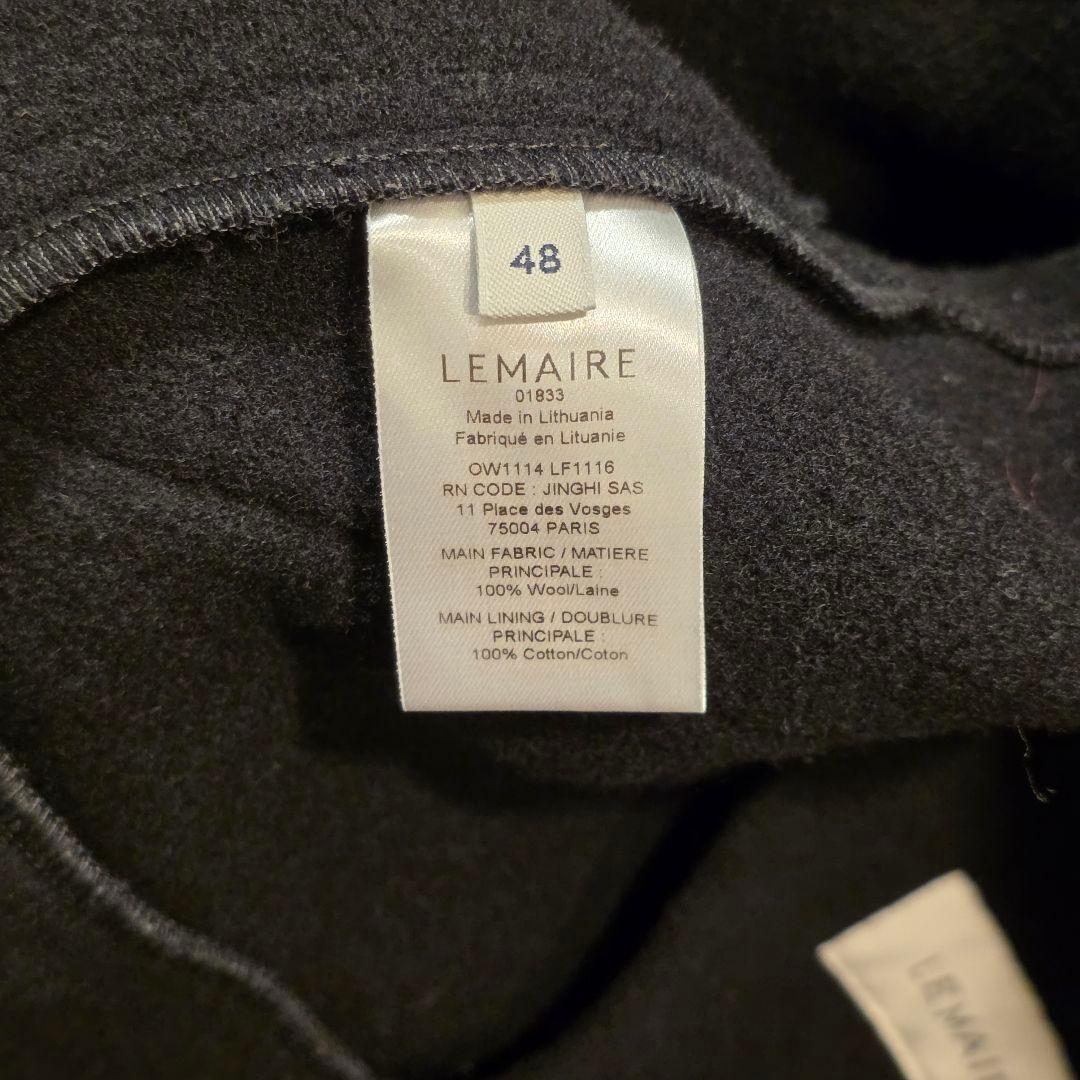 48
LEMAIRE
01833
Made in Lithuania
Fabriqué en Lituanie
OW1114 LF1116
RN CODE : JINGHI SAS
11 Place des Vosges
75004 PARIS
MAIN FABRIC / MATIERE
PRINCIPALE :
100% Wool/Laine
MAIN LINING / DOUBLURE
PRINCIPALE :
100% Cotton/Coton
LEMAI